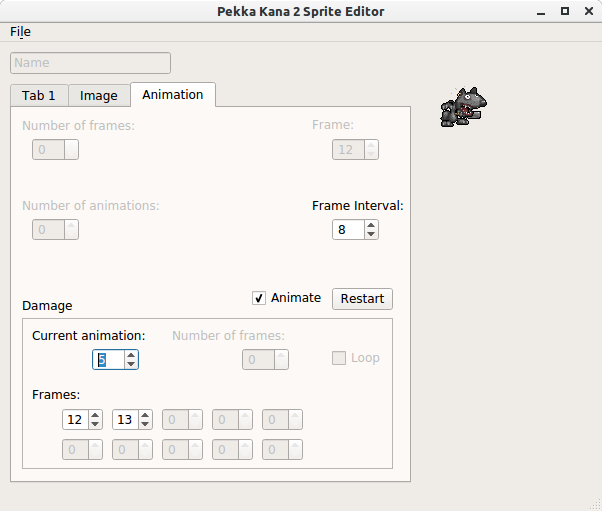 Pekka Kana 2 Sprite Editor
File
Name
Tab 1 Image Animation
Number of frames: Frame:
0 12
Number of animations: Frame Interval:
0 8
Animate Restart
Damage
Current animation: Number of frames:
5 0 Loop
Frames:
12 13 0 0 0
0 0 0 0 0